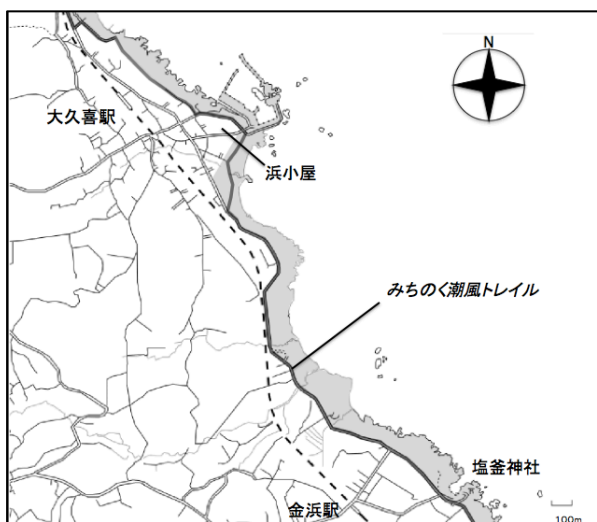 N
大久喜駅
浜小屋
みちのく潮風トレイル
塩釜神社
金浜駅
100m